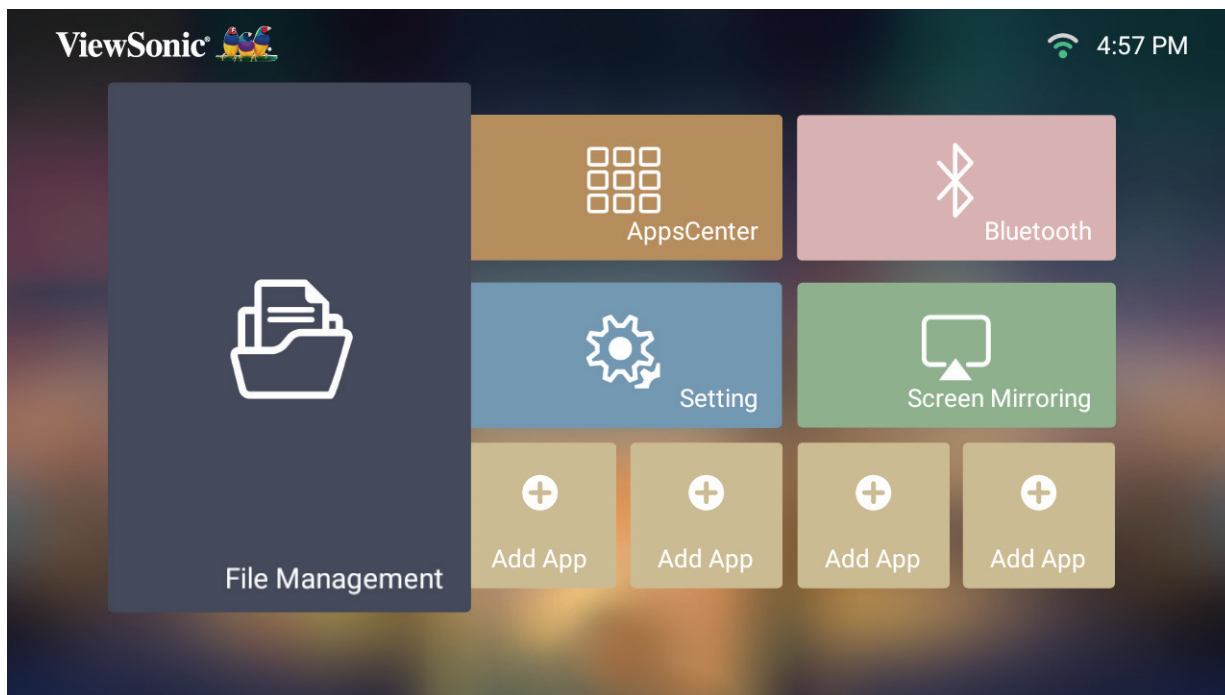 ViewSonic®
4:57 PM
AppsCenter
Bluetooth
Setting
Screen Mirroring
Add App
Add App
Add App
Add App
File Management